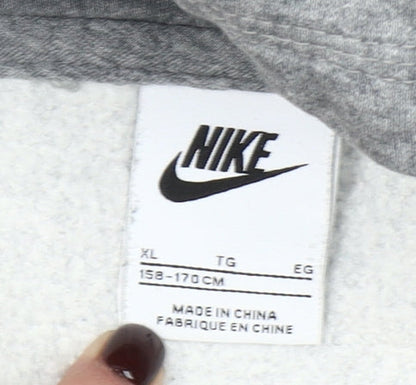 NIKE
XL TG EG
158-170 CM
MADE IN CHINA
FABRIQUE EN CHINE